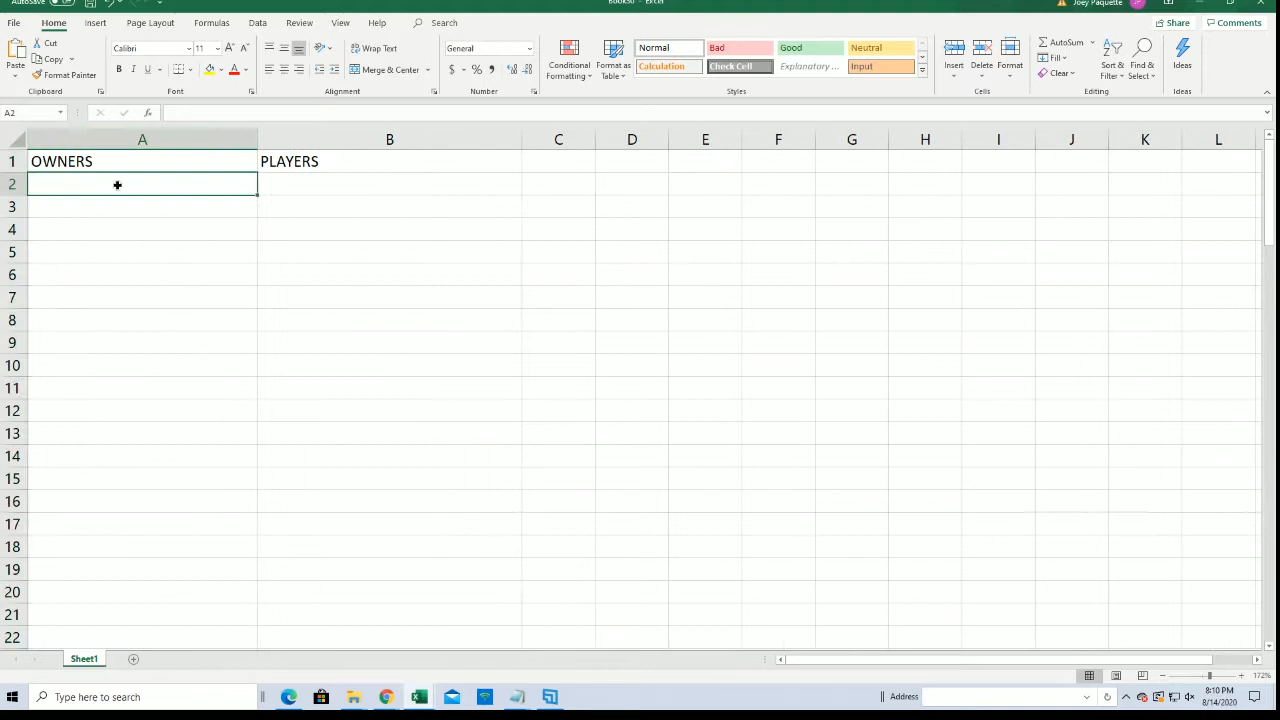 AutoSave Off Book30 - Excel Joey Paquette JP
File Home Insert Page Layout Formulas Data Review View Help Search Share Comments
Paste Cut Copy Format Painter Clipboard
Calibri 11 A A B I U A Font
Wrap Text Merge & Center Alignment
General $ % , Number
Conditional Formatting Format as Table
Normal Bad Good Neutral
Calculation Check Cell Explanatory ... Input
Styles
Insert Delete Format Cells
AutoSum Fill Clear Sort & Filter Find & Select Editing
Ideas Ideas
A2 fx
A B C D E F G H I J K L
1 OWNERS PLAYERS
2
3
4
5
6
7
8
9
10
11
12
13
14
15
16
17
18
19
20
21
22
Sheet1
172%
Type here to search Address 8:10 PM
8/14/2020